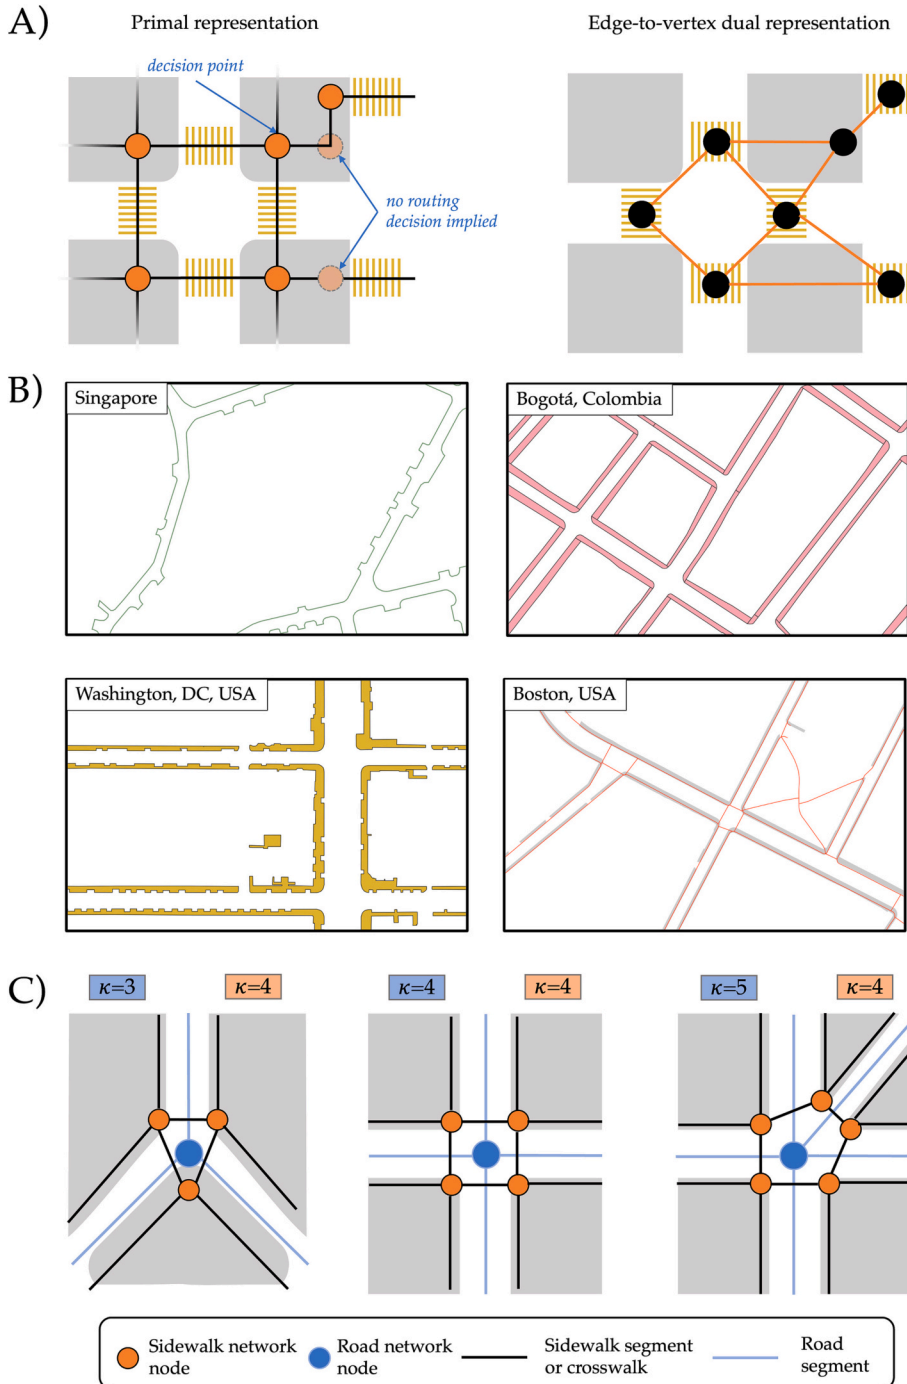 A)
Primal representation
Edge-to-vertex dual representation
decision point
no routing
decision implied
B)
Singapore
Bogotá, Colombia
Washington, DC, USA
Boston, USA
C)
κ=3
κ=4
κ=4
κ=4
κ=5
κ=4
Sidewalk network
node
Road network
node
Sidewalk segment
or crosswalk
Road
segment